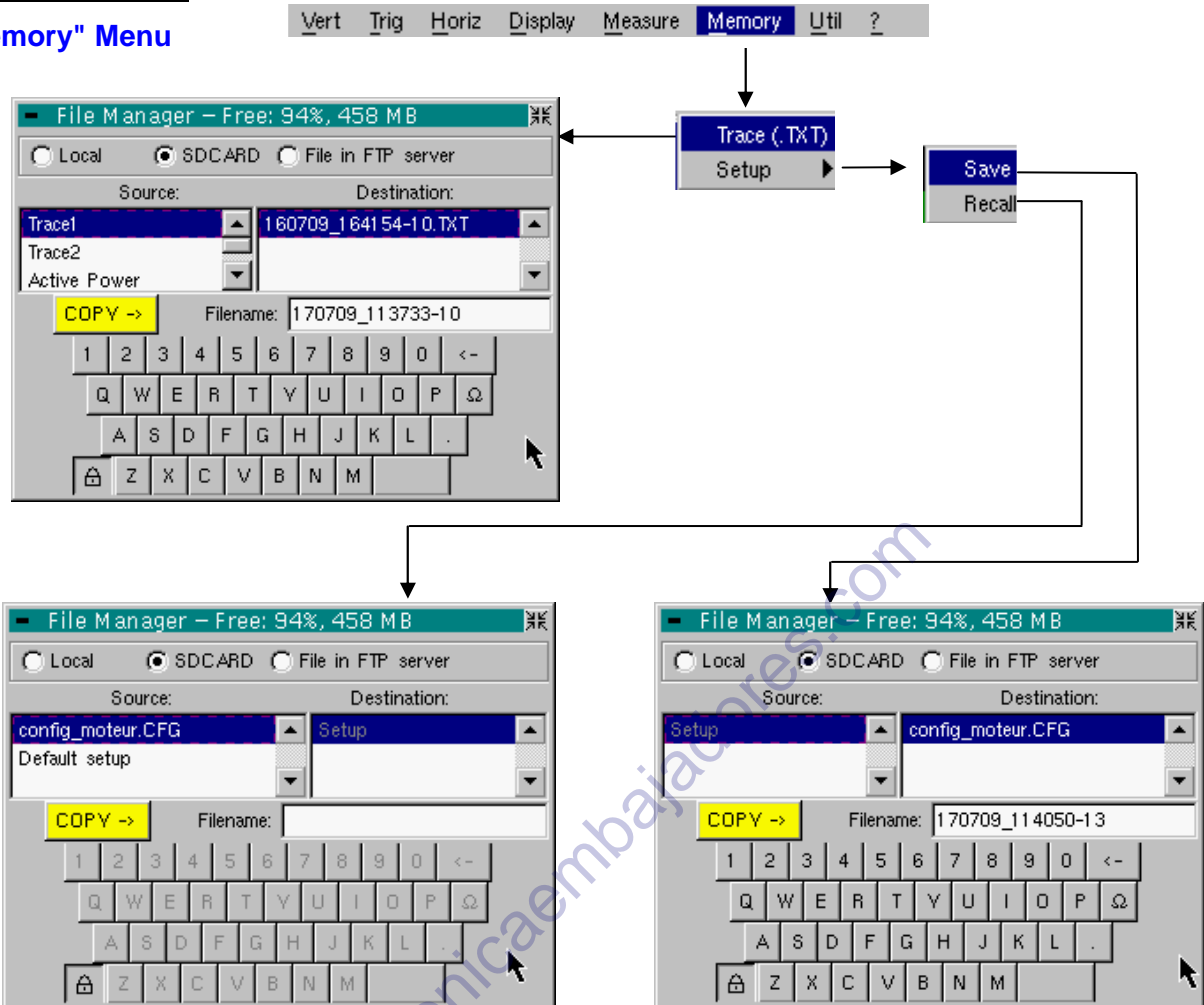 Vert Trig Horiz Display Measure Memory Util ?
mory" Menu
File Manager – Free: 94%, 458 MB
Local SDCARD File in FTP server
Source: Destination:
Trace1 160709_164154-10.TXT
Trace2
Active Power
COPY -> Filename: 170709_113733-10
1 2 3 4 5 6 7 8 9 0 <-
Q W E R T Y U I O P Ω
A S D F G H J K L .
Z X C V B N M
Trace (.TXT)
Setup
Save
Recall
File Manager – Free: 94%, 458 MB
Local SDCARD File in FTP server
Source: Destination:
config_moteur.CFG Setup
Default setup
COPY -> Filename:
1 2 3 4 5 6 7 8 9 0 <-
Q W E R T Y U I O P Ω
A S D F G H J K L .
Z X C V B N M
File Manager – Free: 94%, 458 MB
Local SDCARD File in FTP server
Source: Destination:
Setup config_moteur.CFG
COPY -> Filename: 170709_114050-13
1 2 3 4 5 6 7 8 9 0 <-
Q W E R T Y U I O P Ω
A S D F G H J K L .
Z X C V B N M
nicaembajadores.com